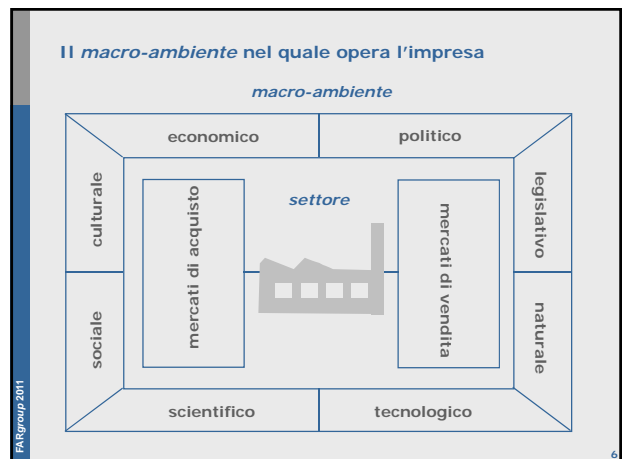 Il macro-ambiente nel quale opera l'impresa
macro-ambiente
economico
politico
culturale
mercati di acquisto
settore
mercati di vendita
legislativo
sociale
naturale
scientifico
tecnologico
FARgroup 2011
6